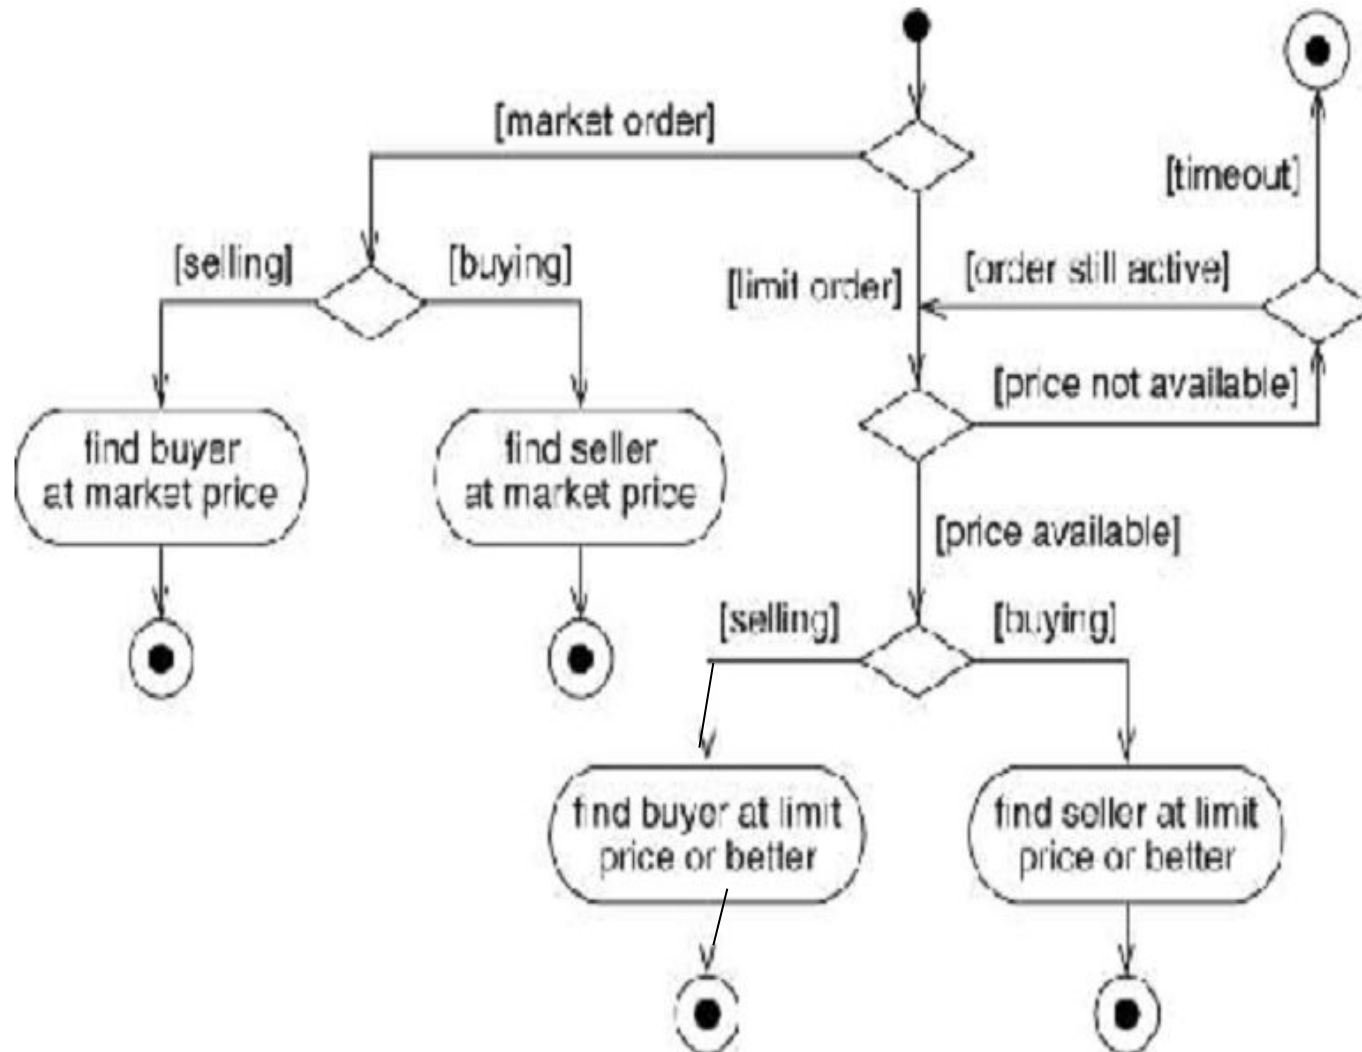 [market order]
[timeout]
[selling]
[buying]
[limit order]
[order still active]
[price not available]
find buyer
at market price
find seller
at market price
[price available]
[selling]
[buying]
find buyer at limit
price or better
find seller at limit
price or better